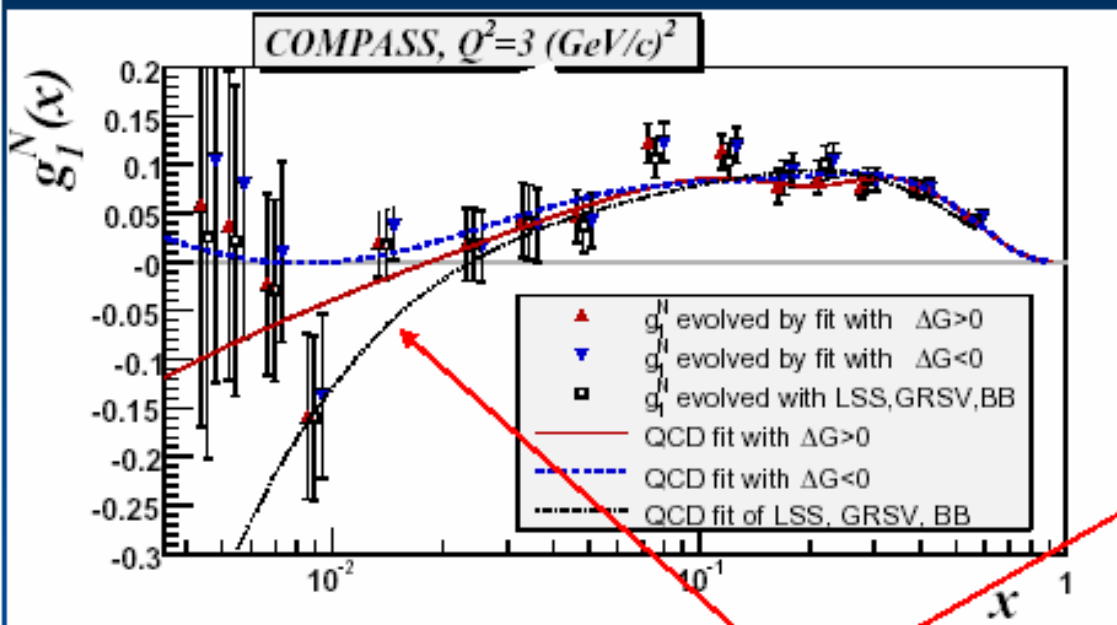 COMPASS, Q²=3 (GeV/c)²
g₁ᴺ(x)
0.2
0.15
0.1
0.05
-0
-0.05
-0.1
-0.15
-0.2
-0.25
-0.3
g₁ᴺ evolved by fit with ΔG>0
g₁ᴺ evolved by fit with ΔG<0
g₁ᴺ evolved with LSS,GRSV,BB
QCD fit with ΔG>0
QCD fit with ΔG<0
QCD fit of LSS, GRSV, BB
10⁻² 10⁻¹ 1
x